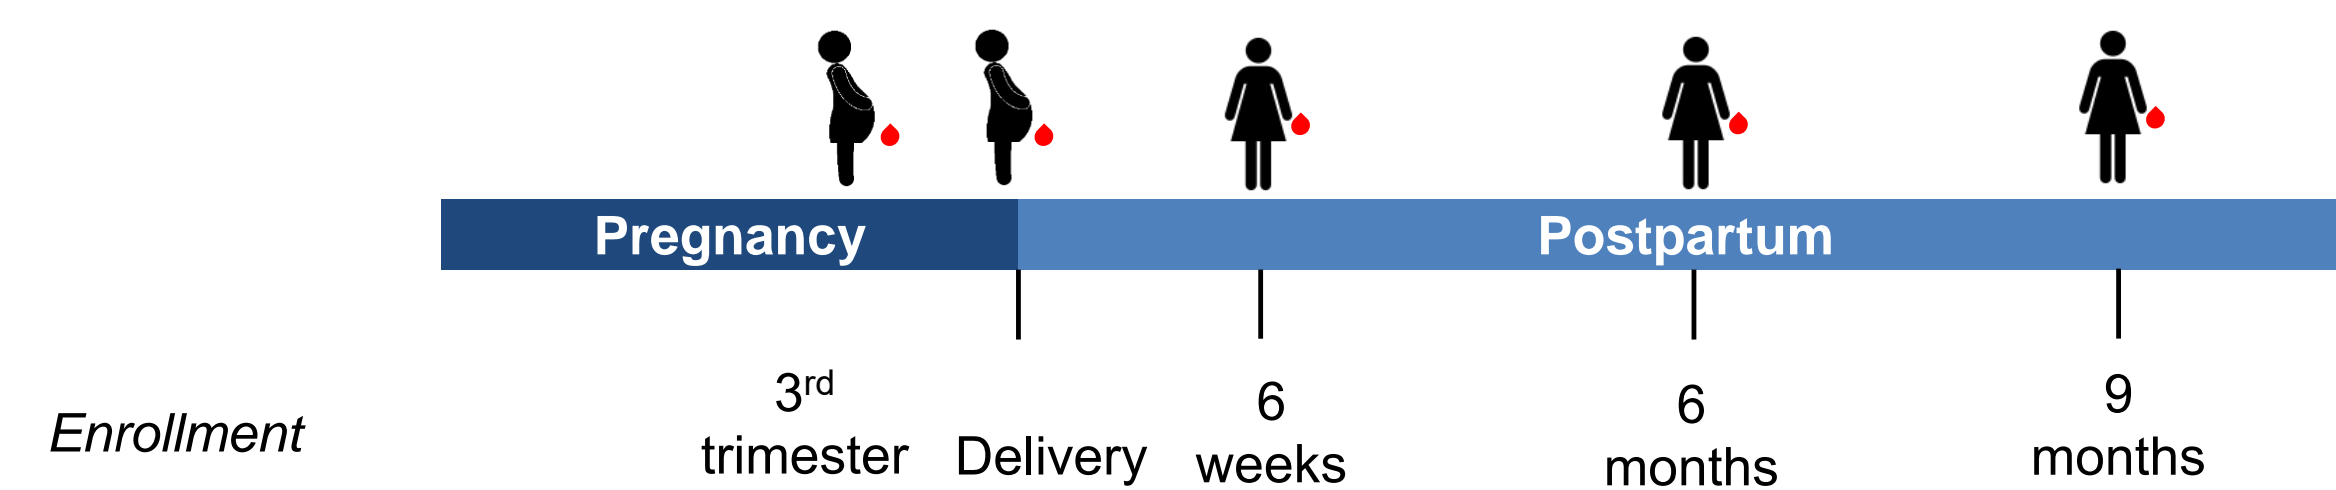 Pregnancy Postpartum
Enrollment
3rd
trimester
Delivery
6
weeks
6
months
9
months